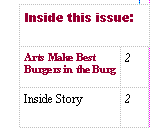 Inside this issue:
Arts Make Best 2
Burgers in the Burg
Inside Story 2